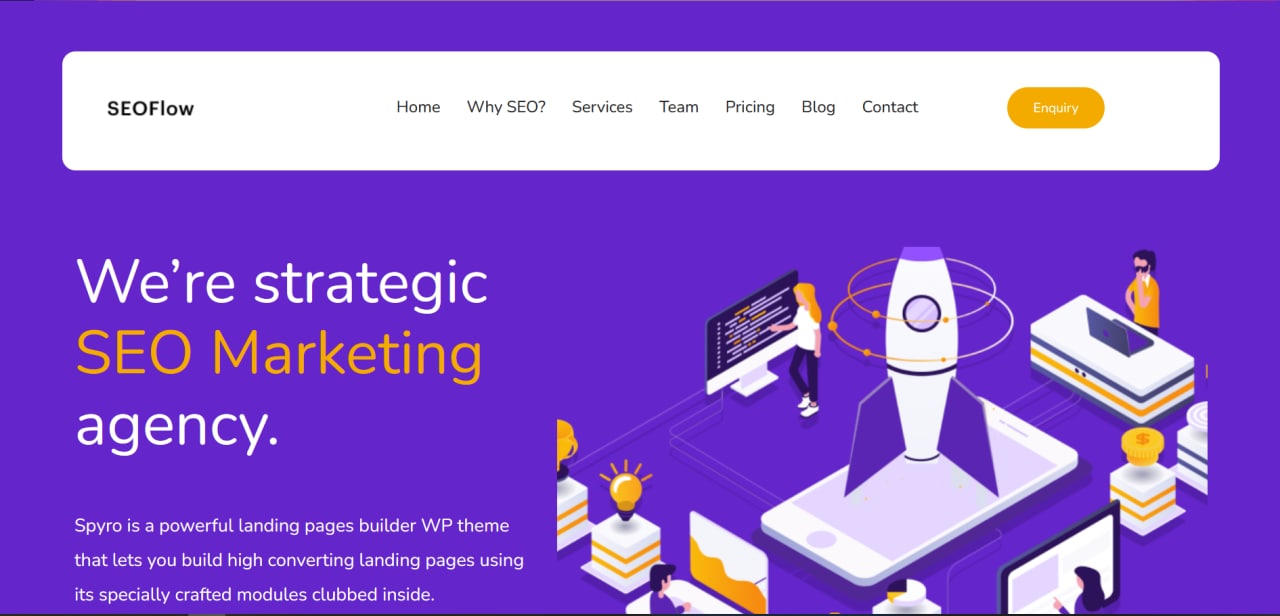 SEOFlow
Home Why SEO? Services Team Pricing Blog Contact
Enquiry
We’re strategic
SEO Marketing
agency.
Spyro is a powerful landing pages builder WP theme
that lets you build high converting landing pages using
its specially crafted modules clubbed inside.
$